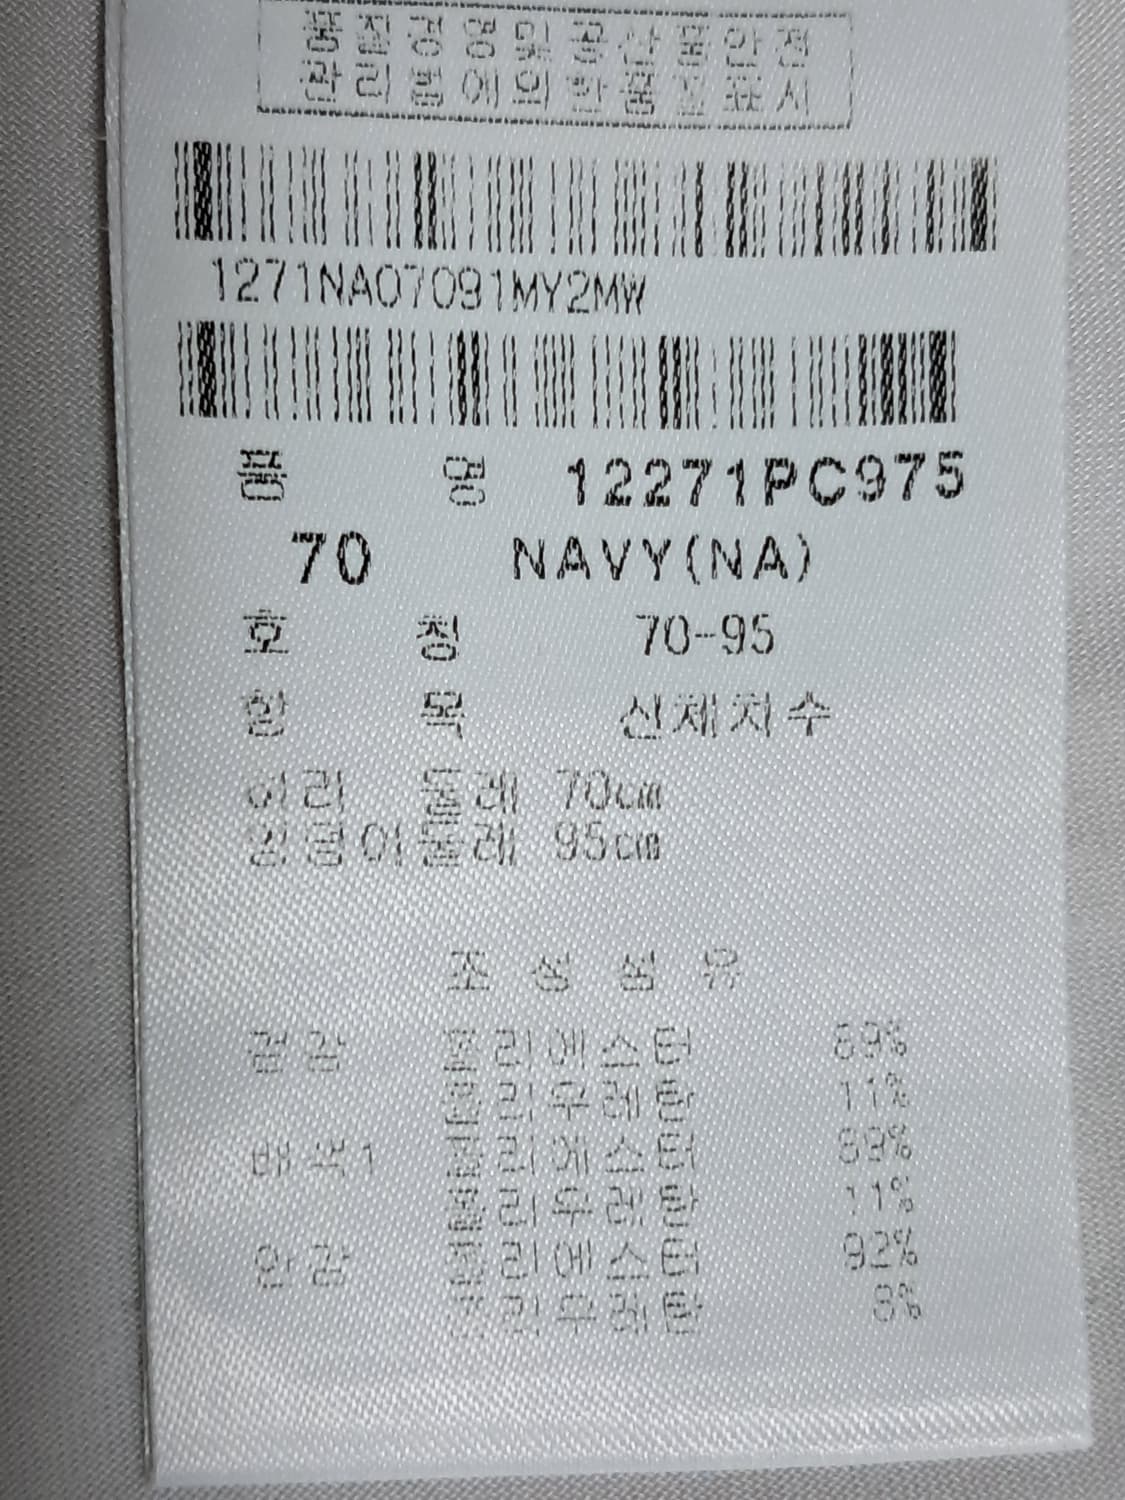 품질경영및공산품안전
관리법에의한품질표시
1271NA07091MY2MW
품 명 12271PC975
70 NAVY(NA)
호 칭 70-95
항 목 신체치수
허리 둘레 70cm
엉덩이둘레 95cm
조성섬유
겉감 폴리에스터 89%
폴리우레탄 11%
배색1 폴리에스터 89%
폴리우레탄 11%
안감 폴리에스터 92%
폴리우레탄 8%